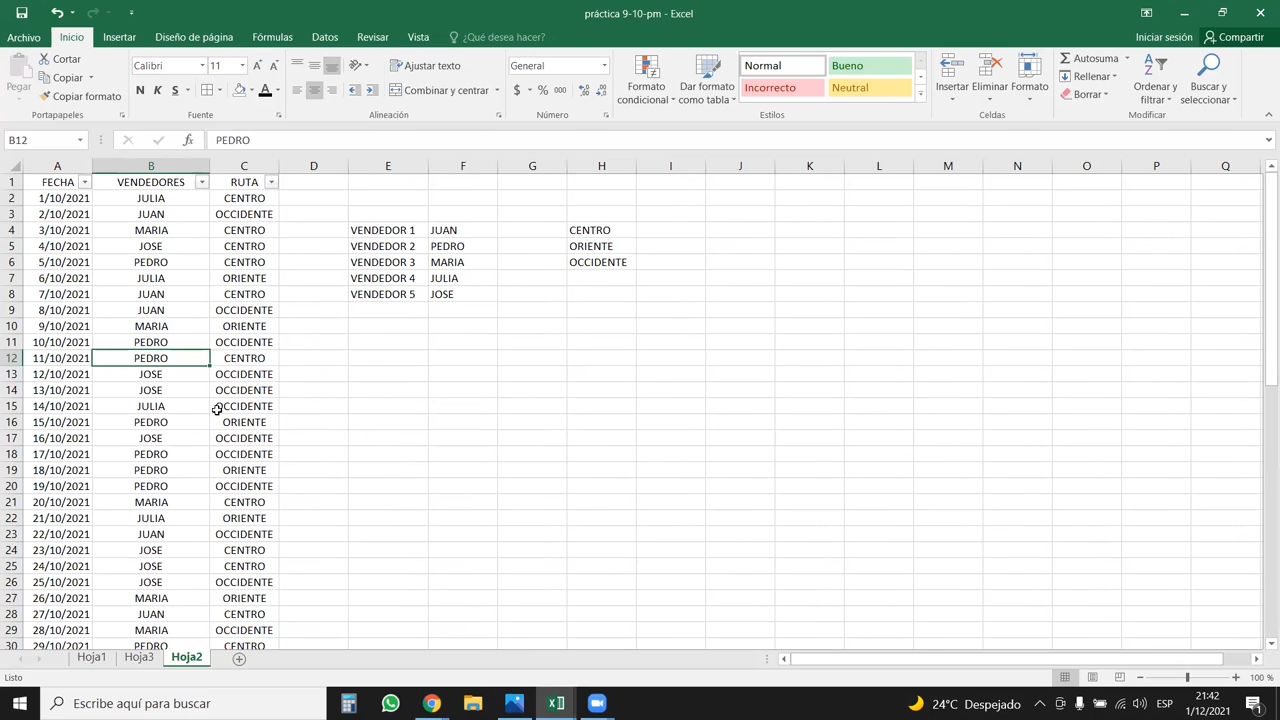 práctica 9-10-pm - Excel
Archivo Inicio Insertar Diseño de página Fórmulas Datos Revisar Vista ¿Qué desea hacer? Iniciar sesión Compartir
Pegar Cortar Copiar Copiar formato Portapapeles
Calibri 11 N K S A Fuente
Ajustar texto Combinar y centrar Alineación
General $ % 000 Número
Formato condicional Dar formato como tabla Normal Bueno Incorrecto Neutral Estilos
Insertar Eliminar Formato Celdas
Autosuma Rellenar Borrar Ordenar y filtrar Buscar y seleccionar Modificar
B12 fx PEDRO
A B C D E F G H I J K L M N O P Q
1 FECHA VENDEDORES RUTA
2 1/10/2021 JULIA CENTRO
3 2/10/2021 JUAN OCCIDENTE
4 3/10/2021 MARIA CENTRO VENDEDOR 1 JUAN CENTRO
5 4/10/2021 JOSE CENTRO VENDEDOR 2 PEDRO ORIENTE
6 5/10/2021 PEDRO CENTRO VENDEDOR 3 MARIA OCCIDENTE
7 6/10/2021 JULIA ORIENTE VENDEDOR 4 JULIA
8 7/10/2021 JUAN CENTRO VENDEDOR 5 JOSE
9 8/10/2021 JUAN OCCIDENTE
10 9/10/2021 MARIA ORIENTE
11 10/10/2021 PEDRO OCCIDENTE
12 11/10/2021 PEDRO CENTRO
13 12/10/2021 JOSE OCCIDENTE
14 13/10/2021 JOSE OCCIDENTE
15 14/10/2021 JULIA OCCIDENTE
16 15/10/2021 PEDRO ORIENTE
17 16/10/2021 JOSE OCCIDENTE
18 17/10/2021 PEDRO OCCIDENTE
19 18/10/2021 PEDRO ORIENTE
20 19/10/2021 PEDRO OCCIDENTE
21 20/10/2021 MARIA CENTRO
22 21/10/2021 JULIA ORIENTE
23 22/10/2021 JUAN OCCIDENTE
24 23/10/2021 JOSE CENTRO
25 24/10/2021 JOSE CENTRO
26 25/10/2021 JOSE OCCIDENTE
27 26/10/2021 MARIA ORIENTE
28 27/10/2021 JUAN CENTRO
29 28/10/2021 MARIA OCCIDENTE
30 29/10/2021 PEDRO CENTRO
Hoja1 Hoja3 Hoja2
Listo 100 %
Escribe aquí para buscar 24°C Despejado ESP 21:42
1/12/2021